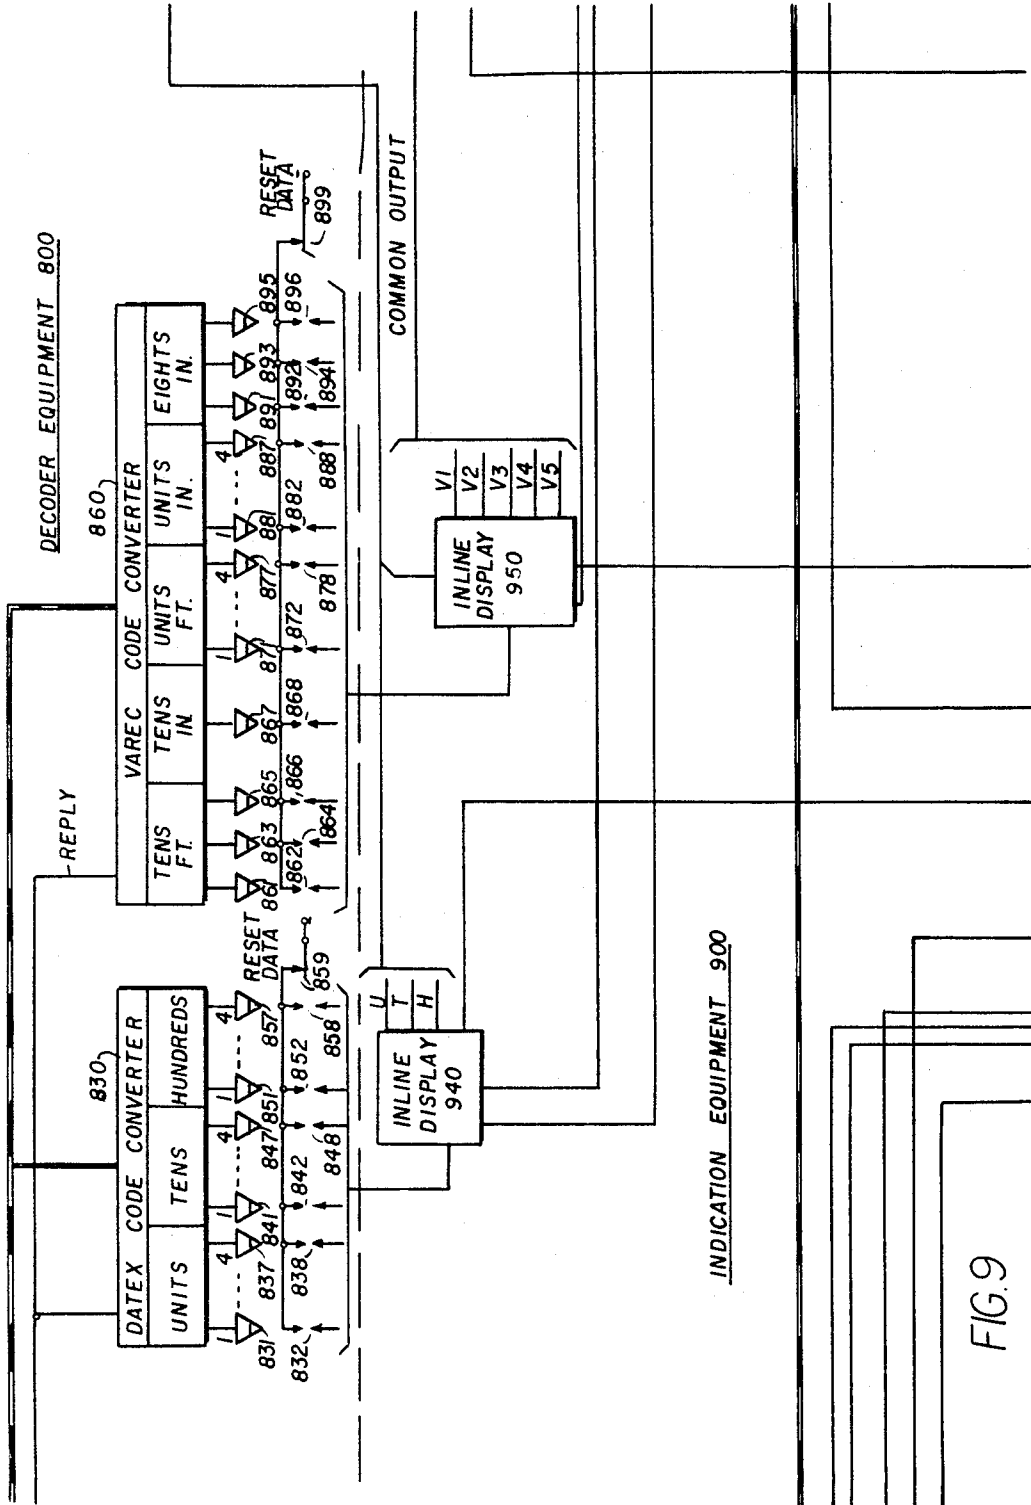 DECODER EQUIPMENT 800
REPLY
830
860
DATEX CODE CONVERTER
UNITS
TENS
HUNDREDS
VAREC CODE CONVERTER
TENS FT.
TENS IN.
UNITS FT.
UNITS IN.
EIGHTS IN.
1
4
1
4
1
4
1
4
1
4
831
837
841
847
851
857
861
863
865
867
871
877
881
887
891
893
895
832
838
842
848
852
858
859
862
864
866
868
872
878
882
888
892
894
896
899
RESET DATA
RESET DATA
COMMON OUTPUT
U
T
H
INLINE DISPLAY 940
V1
V2
V3
V4
V5
INLINE DISPLAY 950
INDICATION EQUIPMENT 900
FIG.9